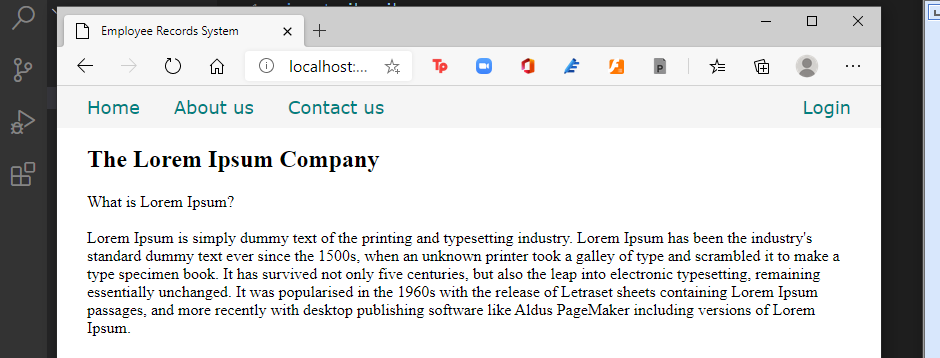 Employee Records System
localhost:...
Tp
P
Home About us Contact us Login
The Lorem Ipsum Company
What is Lorem Ipsum?
Lorem Ipsum is simply dummy text of the printing and typesetting industry. Lorem Ipsum has been the industry's
standard dummy text ever since the 1500s, when an unknown printer took a galley of type and scrambled it to make a
type specimen book. It has survived not only five centuries, but also the leap into electronic typesetting, remaining
essentially unchanged. It was popularised in the 1960s with the release of Letraset sheets containing Lorem Ipsum
passages, and more recently with desktop publishing software like Aldus PageMaker including versions of Lorem
Ipsum.